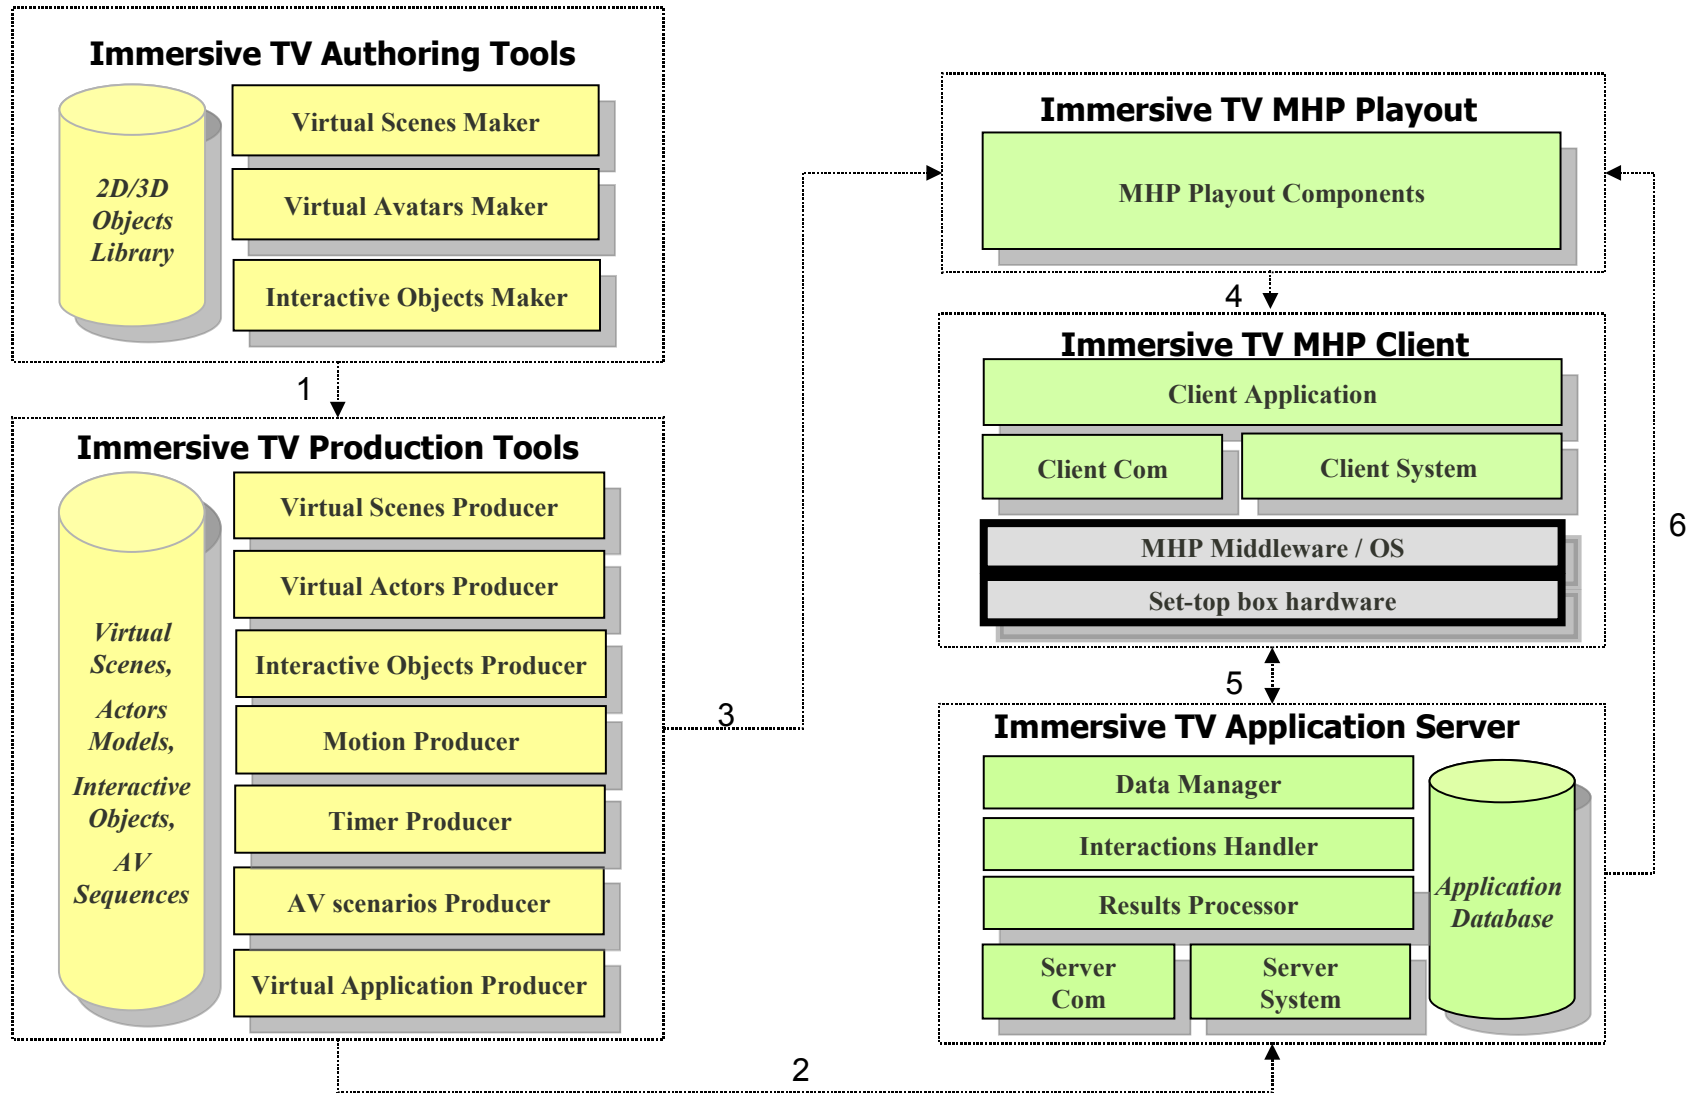 Immersive TV Authoring Tools
2D/3D
Objects
Library
Virtual Scenes Maker
Virtual Avatars Maker
Interactive Objects Maker
1
Immersive TV Production Tools
Virtual
Scenes,
Actors
Models,
Interactive
Objects,
AV
Sequences
Virtual Scenes Producer
Virtual Actors Producer
Interactive Objects Producer
Motion Producer
Timer Producer
AV scenarios Producer
Virtual Application Producer
2
3
Immersive TV MHP Playout
MHP Playout Components
4
Immersive TV MHP Client
Client Application
Client Com
Client System
MHP Middleware / OS
Set-top box hardware
5
6
Immersive TV Application Server
Data Manager
Interactions Handler
Results Processor
Server
Com
Server
System
Application
Database